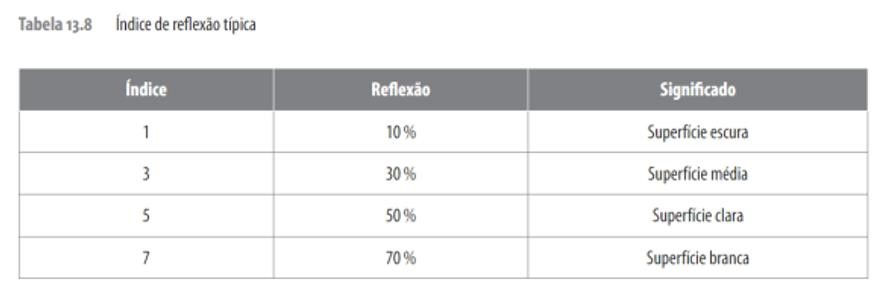 Tabela 13.8 Índice de reflexão típica
Índice Reflexão Significado
1 10 % Superfície escura
3 30 % Superfície média
5 50 % Superfície clara
7 70 % Superfície branca